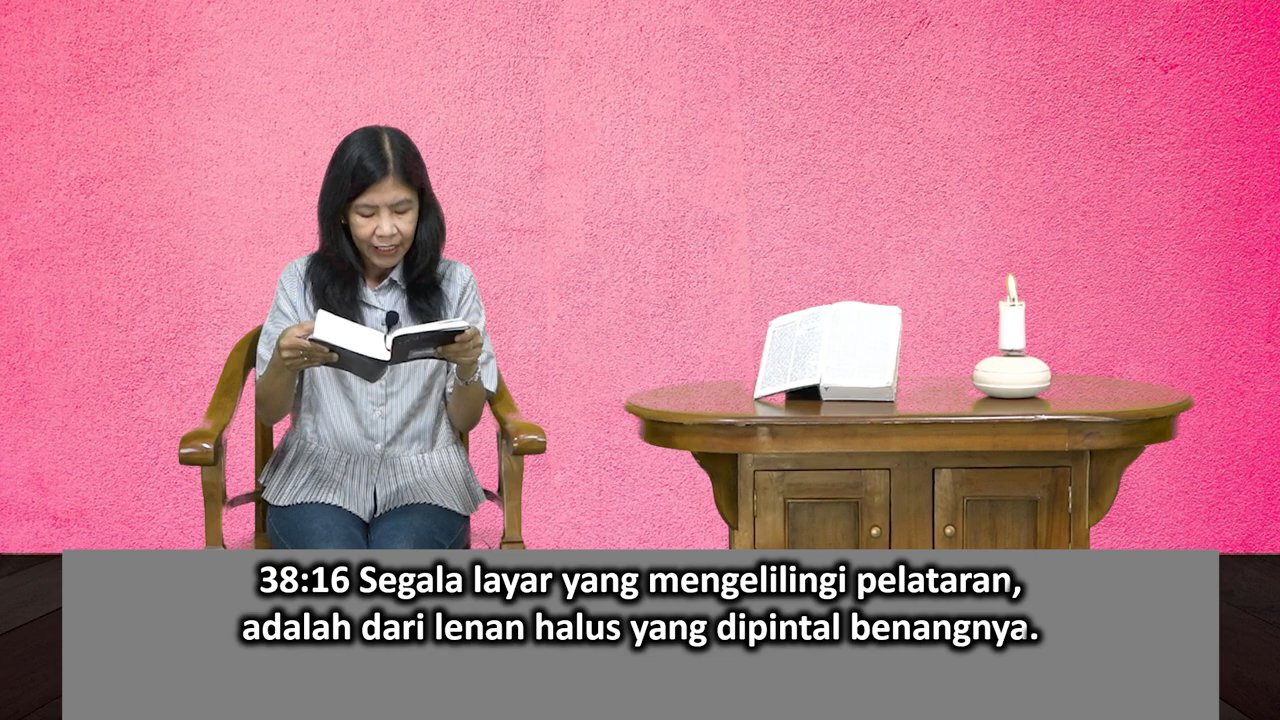 38:16 Segala layar yang mengelilingi pelataran,
adalah dari lenan halus yang dipintal benangnya.